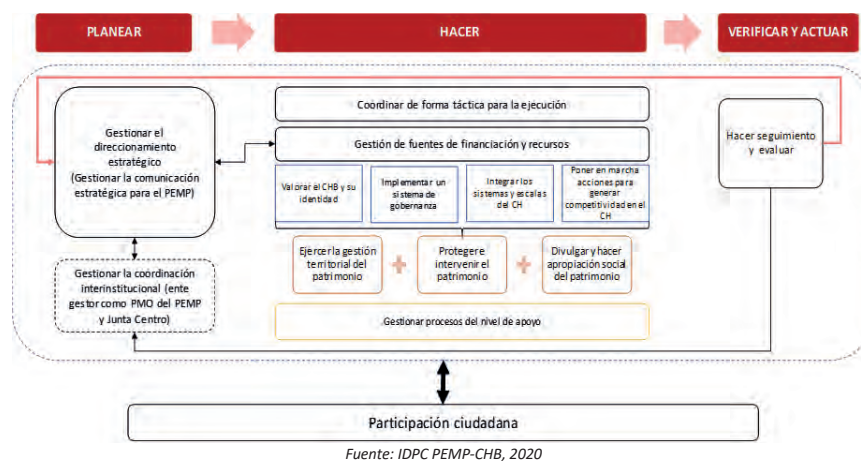 PLANEAR
HACER
VERIFICAR Y ACTUAR
Gestionar el
direccionamiento
estratégico
(Gestionar la comunicación
estratégica para el PEMP)
Gestionar la coordinación
interinstitucional (ente
gestor como PMO del PEMP
y Junta Centro)
Coordinar de forma táctica para la ejecución
Gestión de fuentes de financiación y recursos
Valorar el CHB y su
identidad
Implementar un
sistema de
gobernanza
Integrar los
sistemas y escalas
del CH
Poner en marcha
acciones para
generar
competitividad en el
CH
Ejercer la gestión
territorial del
patrimonio
Protegere
intervenir el
patrimonio
Divulgar y hacer
apropiación social
del patrimonio
Gestionar procesos del nivel de apoyo
Hacer seguimiento
y evaluar
Participación ciudadana
Fuente: IDPC PEMP-CHB, 2020